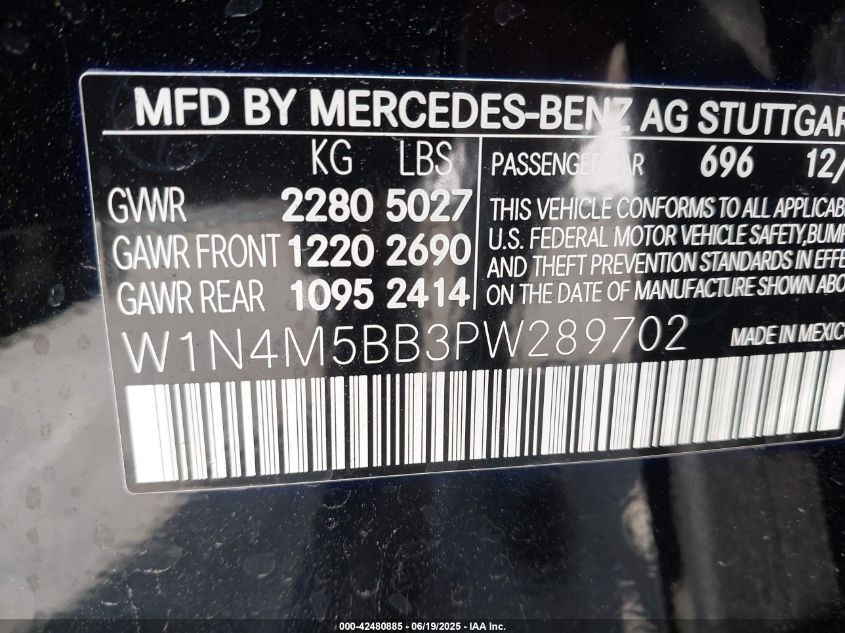 MFD BY MERCEDES-BENZ AG STUTTGAR
KG LBS PASSENGER CAR 696 12/
GVWR 2280 5027
GAWR FRONT 1220 2690
GAWR REAR 1095 2414
THIS VEHICLE CONFORMS TO ALL APPLICAB
U.S. FEDERAL MOTOR VEHICLE SAFETY, BUMP
AND THEFT PREVENTION STANDARDS IN EFFE
ON THE DATE OF MANUFACTURE SHOWN ABO
W1N4M5BB3PW289702 MADE IN MEXICO
000-42480885 - 06/19/2025 - IAA Inc.